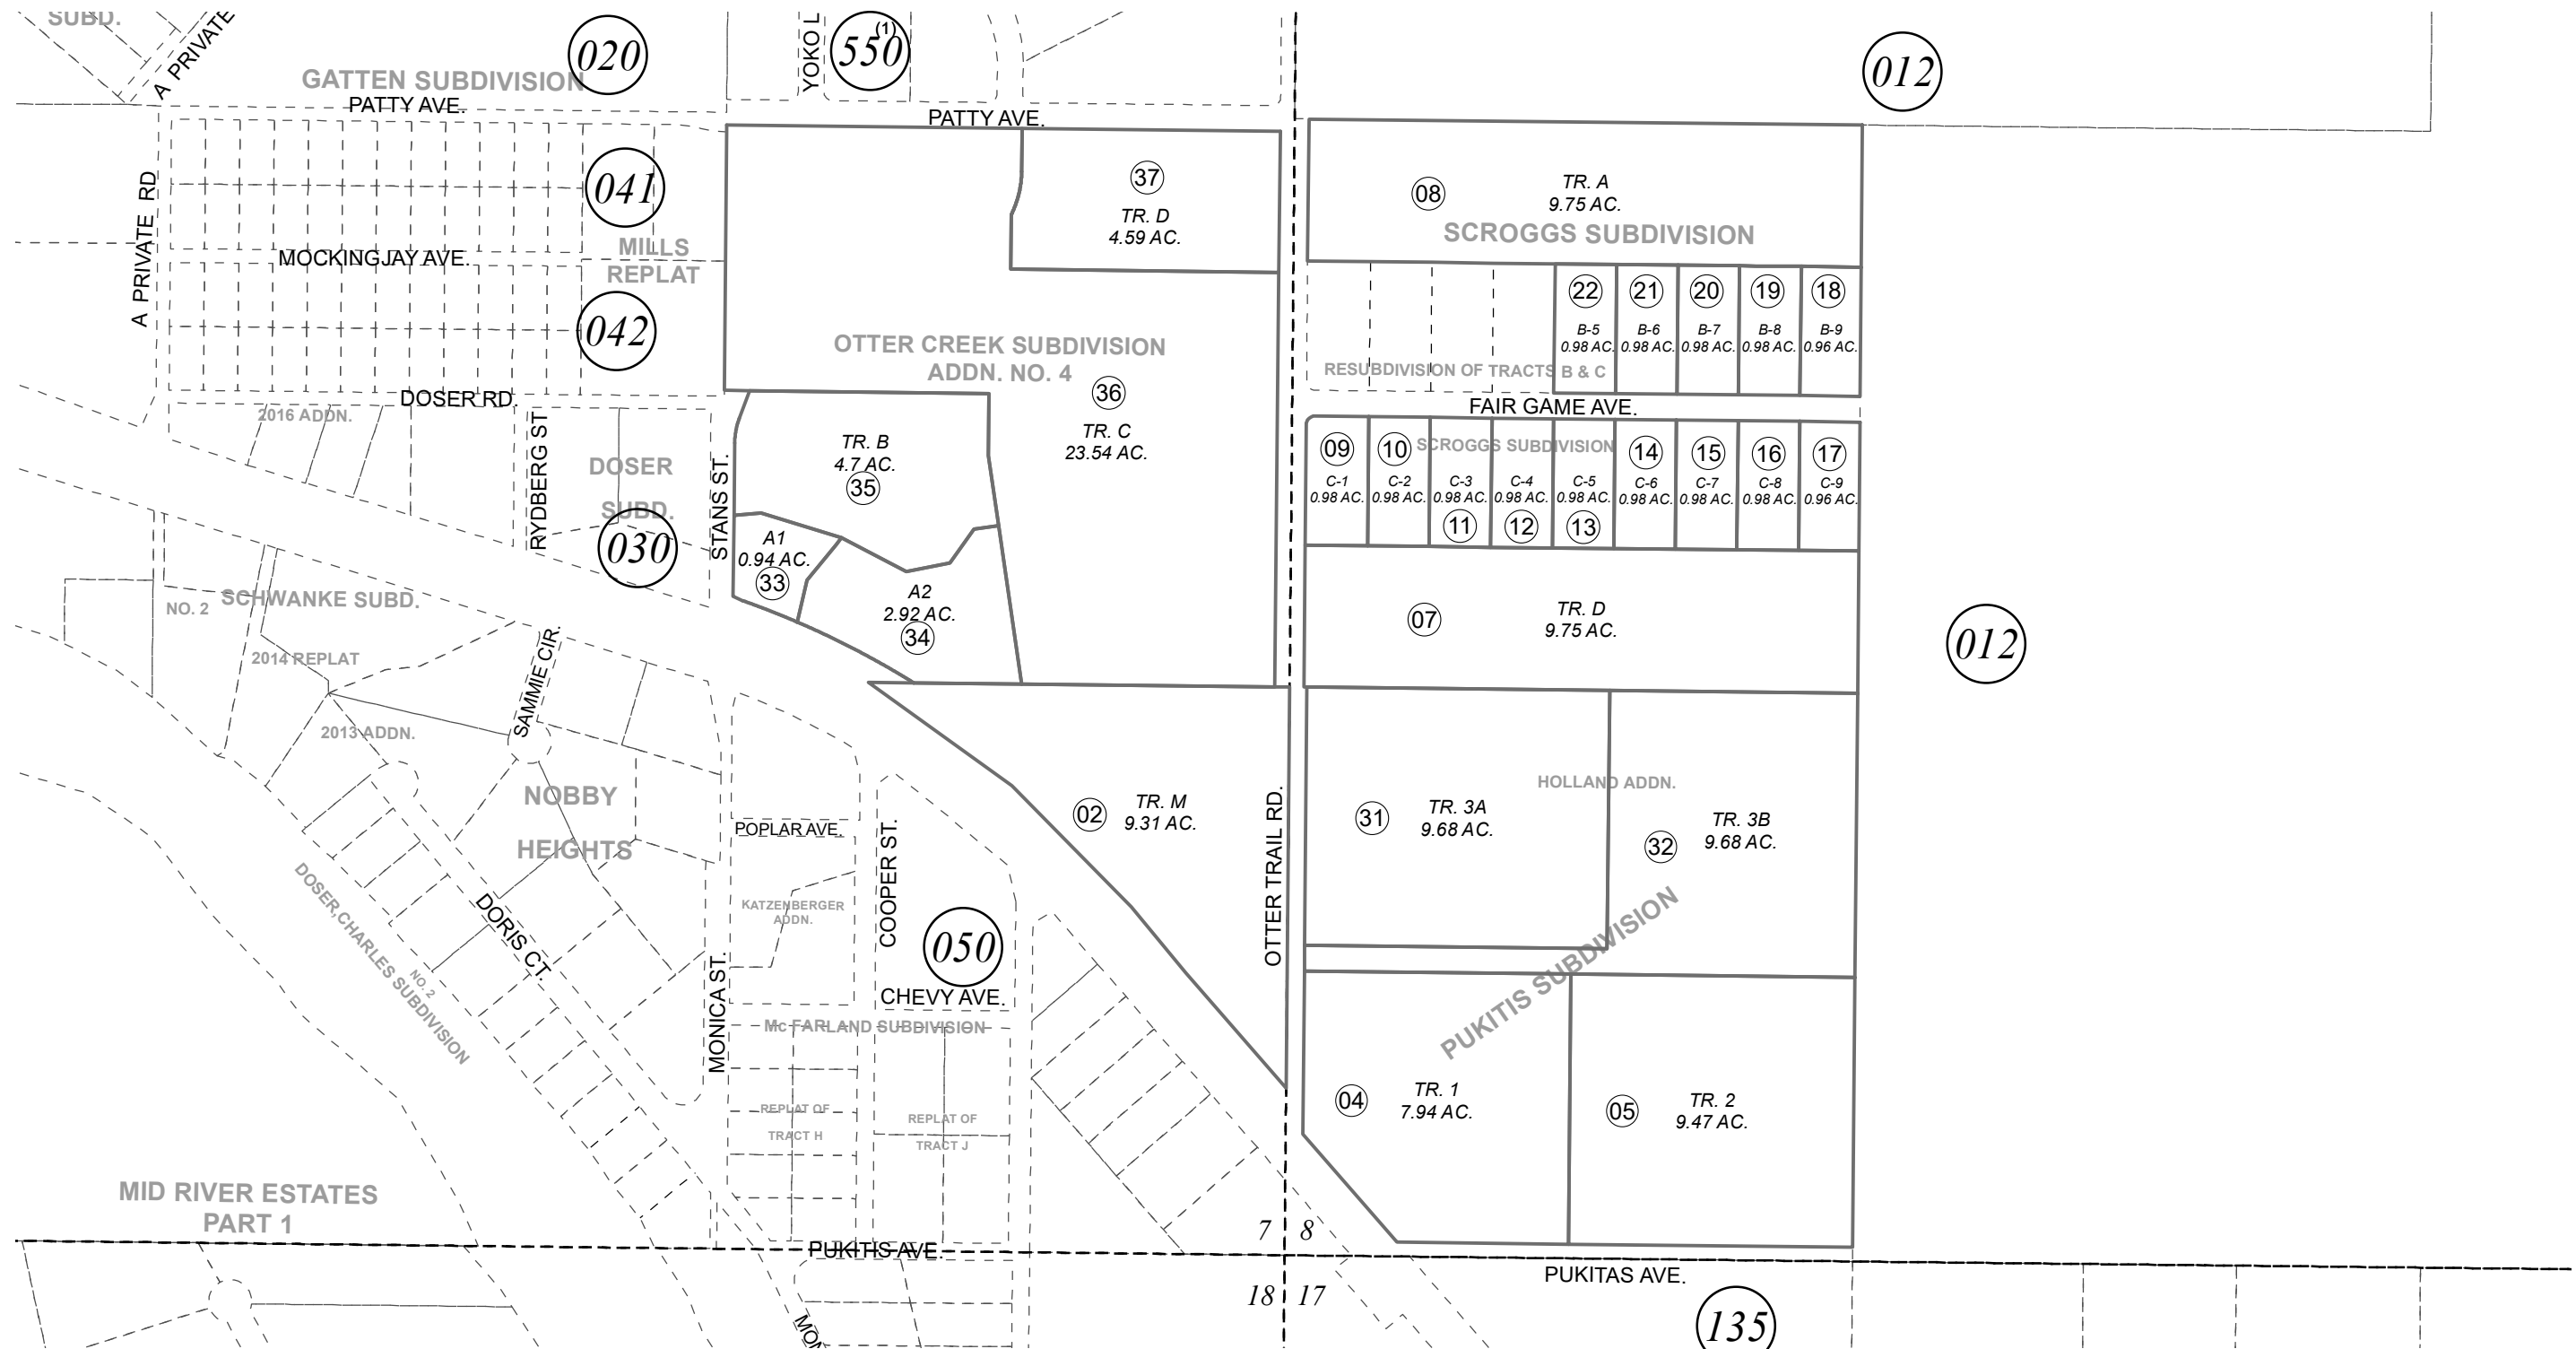 SUBD.
A PRIVATE
020
YOKO L
(1)
550
012
GATTEN SUBDIVISION
PATTY AVE.
PATTY AVE.
A PRIVATE RD
041
MILLS
REPLAT
MOCKINGJAY AVE.
042
DOSER RD.
37
TR. D
4.59 AC.
08
TR. A
9.75 AC.
SCROGGS SUBDIVISION
22
B-5
0.98 AC.
21
B-6
0.98 AC.
20
B-7
0.98 AC.
19
B-8
0.98 AC.
18
B-9
0.96 AC.
RESUBDIVISION OF TRACTS B & C
OTTER CREEK SUBDIVISION
ADDN. NO. 4
36
TR. C
23.54 AC.
FAIR GAME AVE.
SCROGGS SUBDIVISION
09
C-1
0.98 AC.
10
C-2
0.98 AC.
C-3
0.98 AC.
11
C-4
0.98 AC.
12
C-5
0.98 AC.
13
14
C-6
0.98 AC.
15
C-7
0.98 AC.
16
C-8
0.98 AC.
17
C-9
0.96 AC.
2016 ADDN.
RYDBERG ST
DOSER
SUBD.
030
STANS ST.
TR. B
4.7 AC.
35
A1
0.94 AC.
33
A2
2.92 AC.
34
07
TR. D
9.75 AC.
012
NO. 2
SCHWANKE SUBD.
2014 REPLAT
SAMMIE CIR.
2013 ADDN.
NOBBY
HEIGHTS
POPLAR AVE.
COOPER ST.
KATZENBERGER
ADDN.
050
CHEVY AVE.
02
TR. M
9.31 AC.
OTTER TRAIL RD.
31
TR. 3A
9.68 AC.
HOLLAND ADDN.
32
TR. 3B
9.68 AC.
PUKITIS SUBDIVISION
DOSER,CHARLES SUBDIVISION
NO. 2
DORIS CT.
MONICA ST.
Mc FARLAND SUBDIVISION
REPLAT OF
TRACT H
REPLAT OF
TRACT J
04
TR. 1
7.94 AC.
05
TR. 2
9.47 AC.
MID RIVER ESTATES
PART 1
PUKITIS AVE.
7 8
18 17
PUKITAS AVE.
135
MON